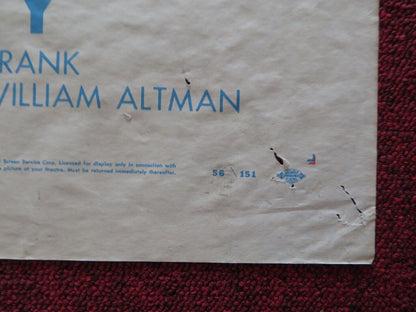 Y
RANK
WILLIAM ALTMAN
Screen Service Corp. Licensed for display only in connection with
picture at your theatre. Must be returned immediately thereafter.
56 151